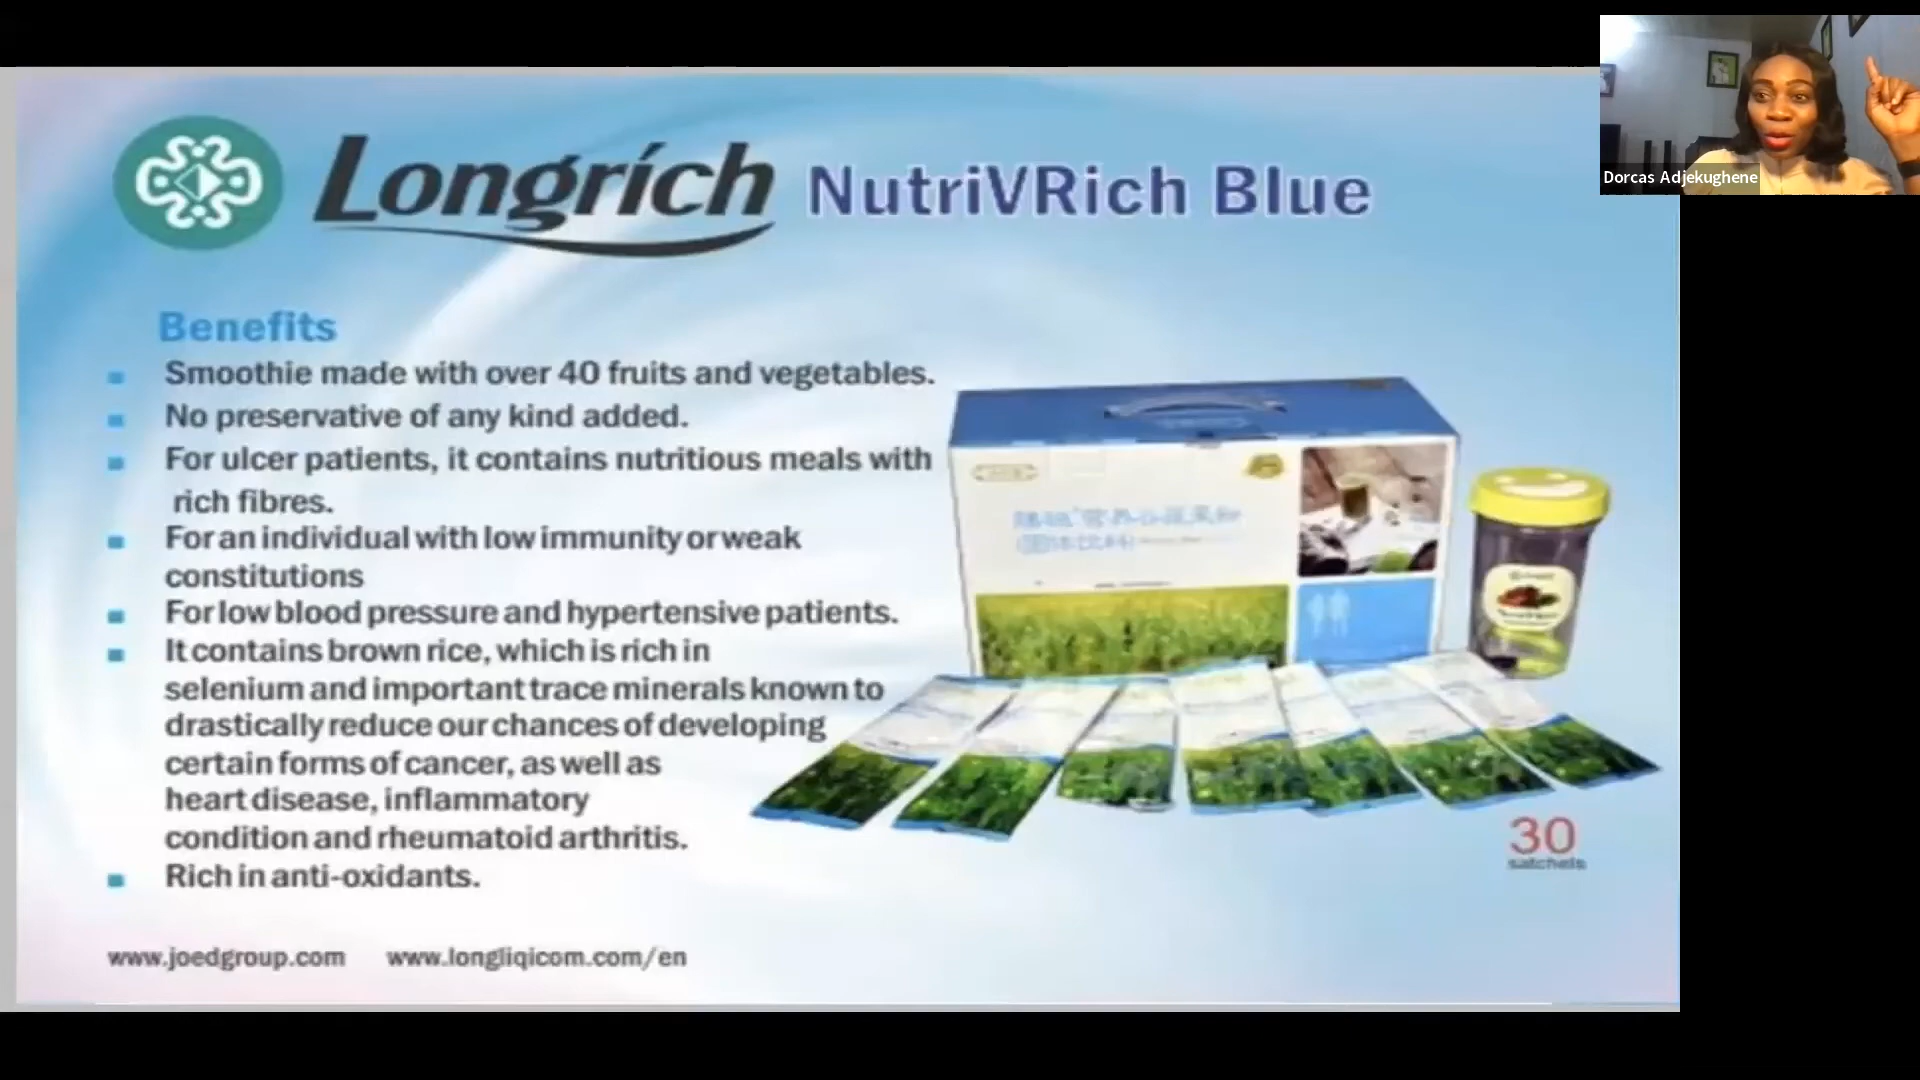 Dorcas Adjekughene
Longrích NutriVRich Blue
Benefits
Smoothie made with over 40 fruits and vegetables.
No preservative of any kind added.
For ulcer patients, it contains nutritious meals with
rich fibres.
For an individual with low immunity or weak
constitutions
For low blood pressure and hypertensive patients.
It contains brown rice, which is rich in
selenium and important trace minerals known to
drastically reduce our chances of developing
certain forms of cancer, as well as
heart disease, inflammatory
condition and rheumatoid arthritis.
Rich in anti-oxidants.
30
satchels
www.joedgroup.com www.longliqicom.com/en